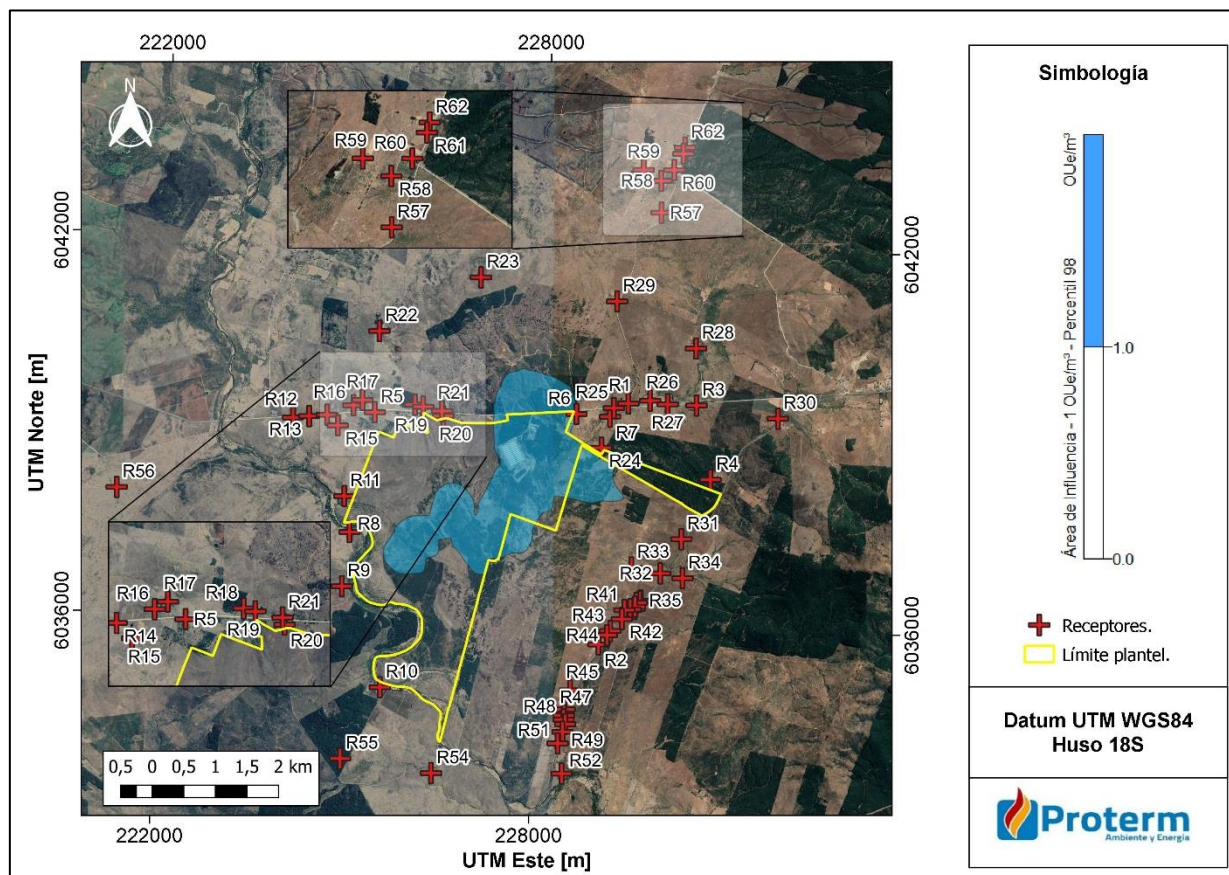 222000
228000
N
R62
R61
R59
R60
R58
R57
R62
R59
R58
R60
R57
6042000
6042000
R23
R29
R22
R28
R17
R16
R5
R21
R25
R1
R26
R3
R12
R6
R30
R13
R15
R19
R20
R7
R27
R24
R56
R4
R11
R8
R31
R33
R9
R32
R34
R16
R17
R18
R21
R5
R14
R19
R20
R15
R41
R35
R43
R42
R44
R2
6036000
6036000
R10
R45
R47
R48
R51
R49
R55
R54
R52
0,5 0 0,5 1 1,5 2 km
222000
228000
UTM Este [m]
UTM Norte [m]
Simbología
OUe/m³
Área de Influencia - 1 OUe/m³ - Percentil 98
1.0
0.0
Receptores.
Límite plantel.
Datum UTM WGS84
Huso 18S
Proterm
Ambiente y Energía